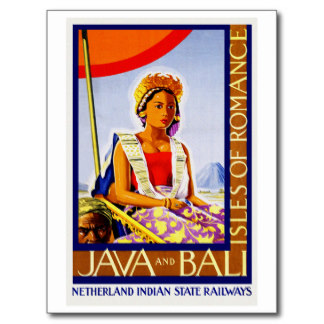 ISLES OF ROMANCE
JAVA AND BALI
NETHERLAND INDIAN STATE RAILWAYS